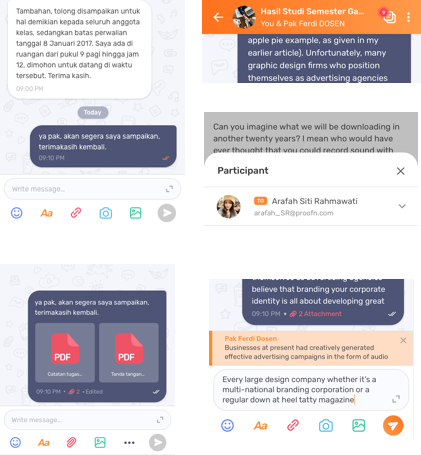 Tambahan, tolong disampaikan untuk
hal demikian kepada seluruh anggota
kelas, sedangkan batas perwalian
tanggal 8 Januari 2017. Saya ada di
ruangan dari pukul 9 pagi hingga jam
12, dimohon untuk datang di waktu
tersebut. Terima kasih.
09:00 PM
Today
ya pak, akan segera saya sampaikan,
terimakasih kembali.
09:10 PM
Write message...
Aa
Hasil Studi Semester Ga...
You & Pak Ferdi DOSEN
apple pie example, as given in my
earlier article). Unfortunately, many
graphic design firms who position
themselves as advertising agencies
Can you imagine what we will be downloading in
another twenty years? I mean who would have
ever thought that you could record sound with
Participant
TO Arafah Siti Rahmawati
arafah_SR@proofn.com
ya pak, akan segera saya sampaikan,
terimakasih kembali.
PDF
PDF
Catatan tugas...
Tanda tangan...
09:10 PM • 2 • Edited
Write message...
Aa
believe that branding your corporate
identity is all about developing great
09:10 PM • 2 Attachment
Pak Ferdi Dosen
Businesses at present had creatively generated
effective advertising campaigns in the form of audio
Every large design company whether it's a
multi-national branding corporation or a
regular down at heel tatty magazine
Aa